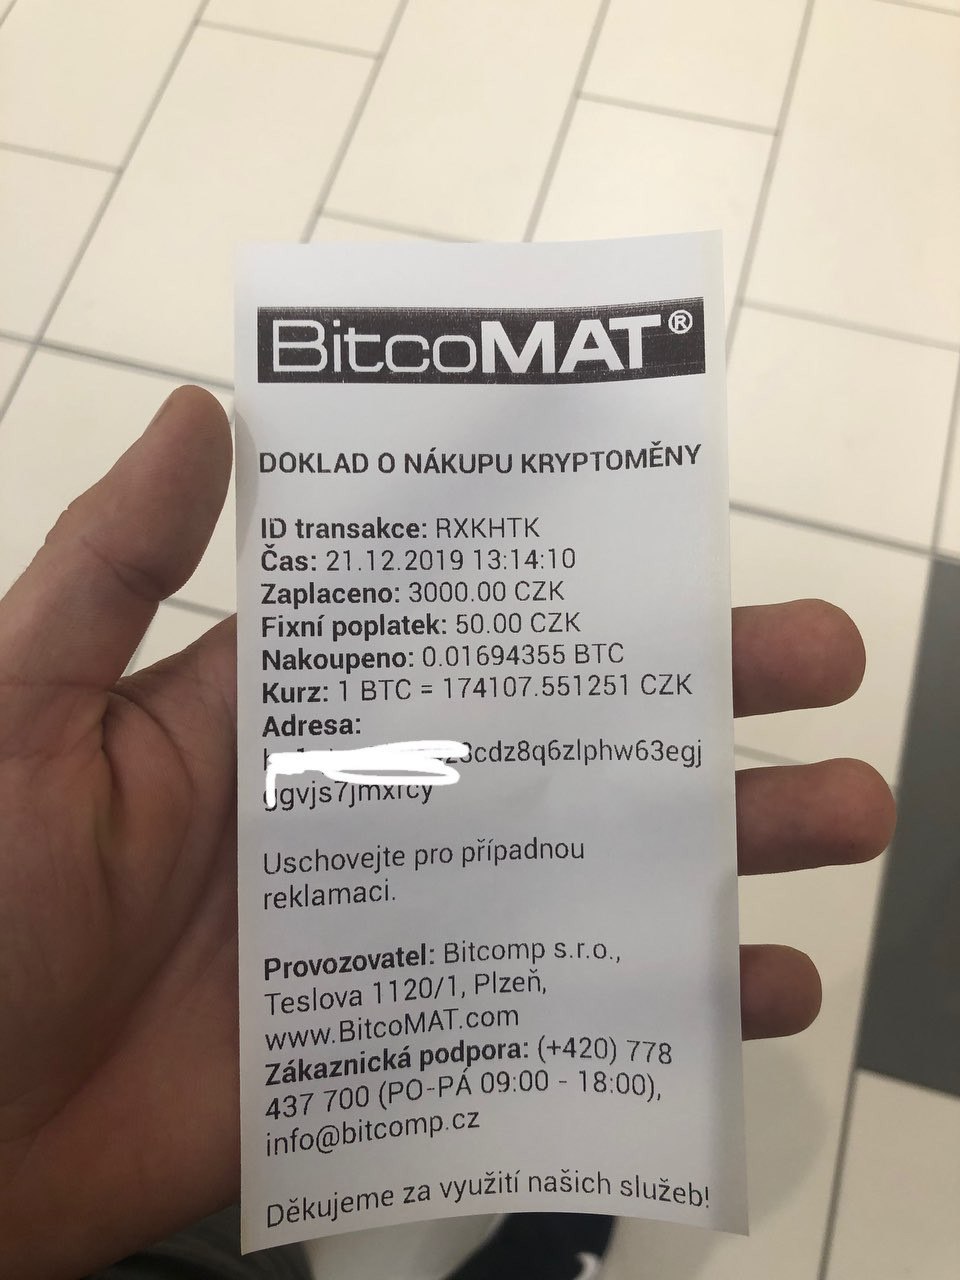 BitcoMAT®
DOKLAD O NÁKUPU KRYPTOMĚNY
ID transakce: RXKHTK
Čas: 21.12.2019 13:14:10
Zaplaceno: 3000.00 CZK
Fixní poplatek: 50.00 CZK
Nakoupeno: 0.01694355 BTC
Kurz: 1 BTC = 174107.551251 CZK
Adresa:
3cdz8q6zlphw63egj
ggvjs7jmxrcy
Uschovejte pro případnou
reklamaci.
Provozovatel: Bitcomp s.r.o.,
Teslova 1120/1, Plzeň,
www.BitcoMAT.com
Zákaznická podpora: (+420) 778
437 700 (PO-PÁ 09:00 - 18:00),
info@bitcomp.cz
Děkujeme za využití našich služeb!